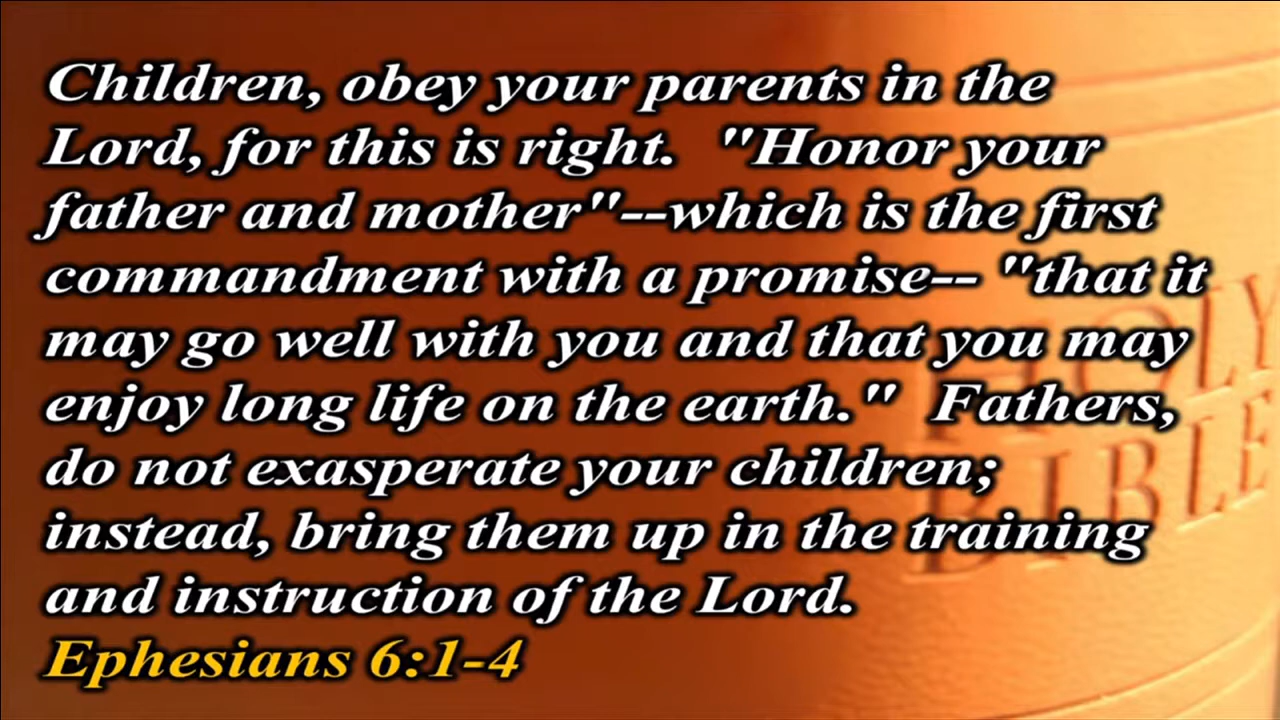 Children, obey your parents in the
Lord, for this is right.  "Honor your
father and mother"--which is the first
commandment with a promise-- "that it
may go well with you and that you may
enjoy long life on the earth."  Fathers,
do not exasperate your children;
instead, bring them up in the training
and instruction of the Lord.
Ephesians 6:1-4
HOLY
BIBLE